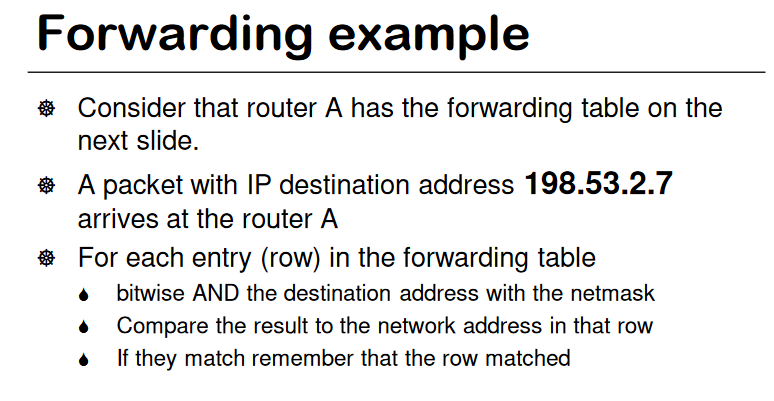 Forwarding example
Consider that router A has the forwarding table on the
next slide.
A packet with IP destination address 198.53.2.7
arrives at the router A
For each entry (row) in the forwarding table
bitwise AND the destination address with the netmask
Compare the result to the network address in that row
If they match remember that the row matched